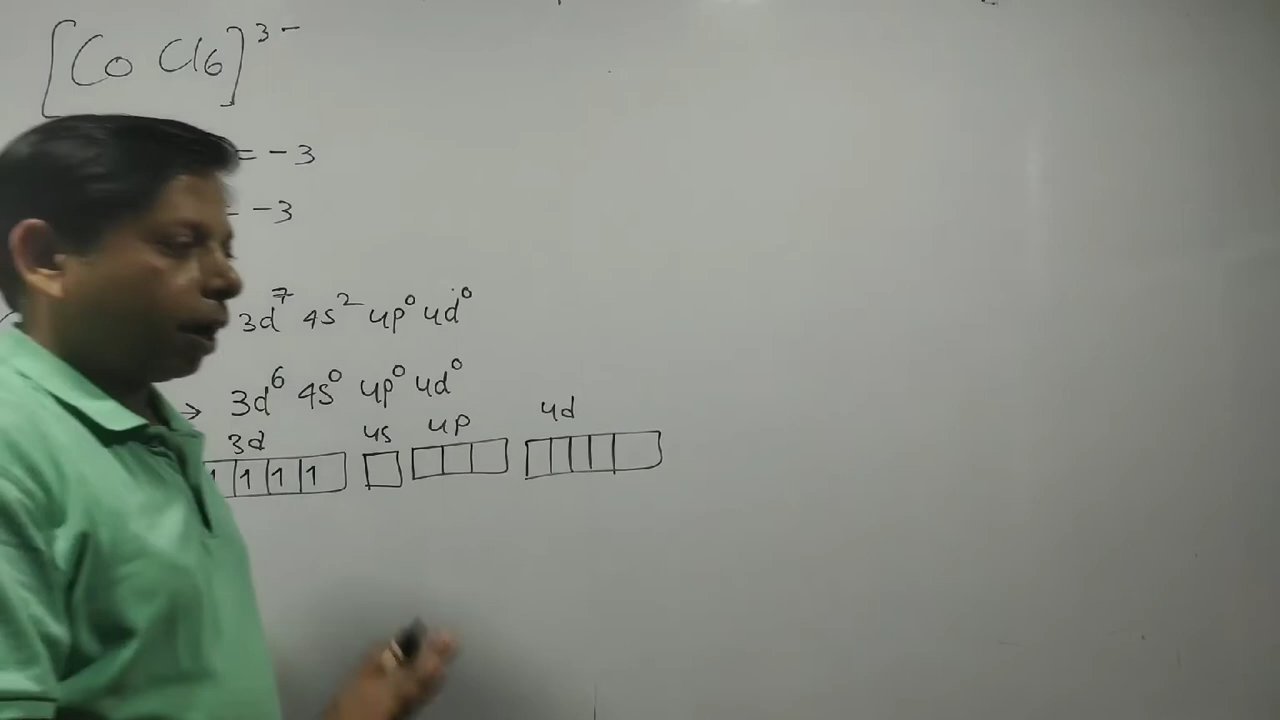 [Co Cl6]3-
= -3
= -3
3d7 4s2 4p0 4d0
→ 3d6 4s0 4p0 4d0
3d 4s 4p 4d
1 1 1 1